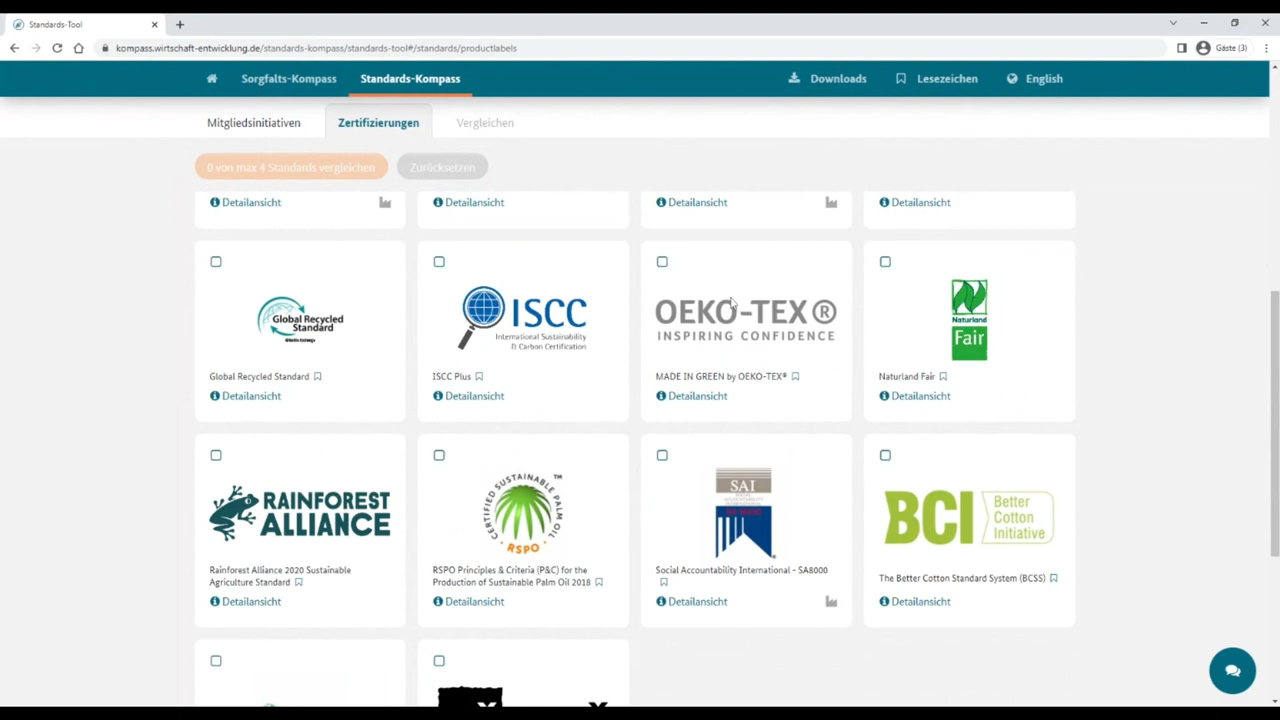 Standards-Tool
kompass.wirtschaft-entwicklung.de/standards-kompass/standards-tool#/standards/productlabels
Gäste (3)
Sorgfalts-Kompass
Standards-Kompass
Downloads
Lesezeichen
English
Mitgliedsinitiativen
Zertifizierungen
Vergleichen
0 von max 4 Standards vergleichen
Zurücksetzen
Detailansicht
Detailansicht
Detailansicht
Detailansicht
Global Recycled
Standard
Global Recycled Standard
Detailansicht
ISCC
International Sustainability
& Carbon Certification
ISCC Plus
Detailansicht
OEKO-TEX®
INSPIRING CONFIDENCE
MADE IN GREEN by OEKO-TEX®
Detailansicht
Naturland
Fair
Naturland Fair
Detailansicht
RAINFOREST
ALLIANCE
Rainforest Alliance 2020 Sustainable
Agriculture Standard
Detailansicht
CERTIFIED SUSTAINABLE PALM OIL ™
RSPO
RSPO Principles & Criteria (P&C) for the
Production of Sustainable Palm Oil 2018
Detailansicht
SAI
Social Accountability International - SA8000
Detailansicht
BCI
Better
Cotton
Initiative
The Better Cotton Standard System (BCSS)
Detailansicht